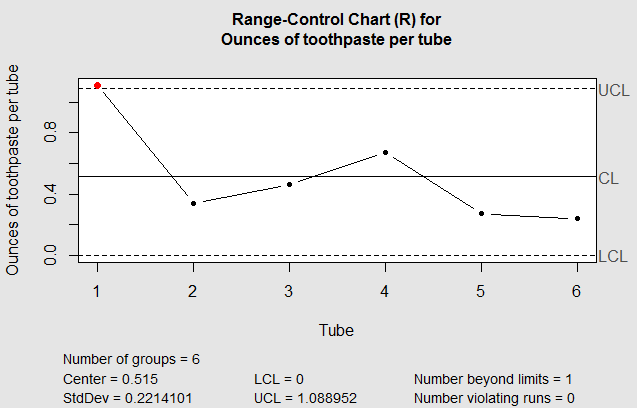 Range-Control Chart (R) for
Ounces of toothpaste per tube
Ounces of toothpaste per tube
0.8
0.4
0.0
UCL
CL
LCL
1 2 3 4 5 6
Tube
Number of groups = 6
Center = 0.515 LCL = 0 Number beyond limits = 1
StdDev = 0.2214101 UCL = 1.088952 Number violating runs = 0